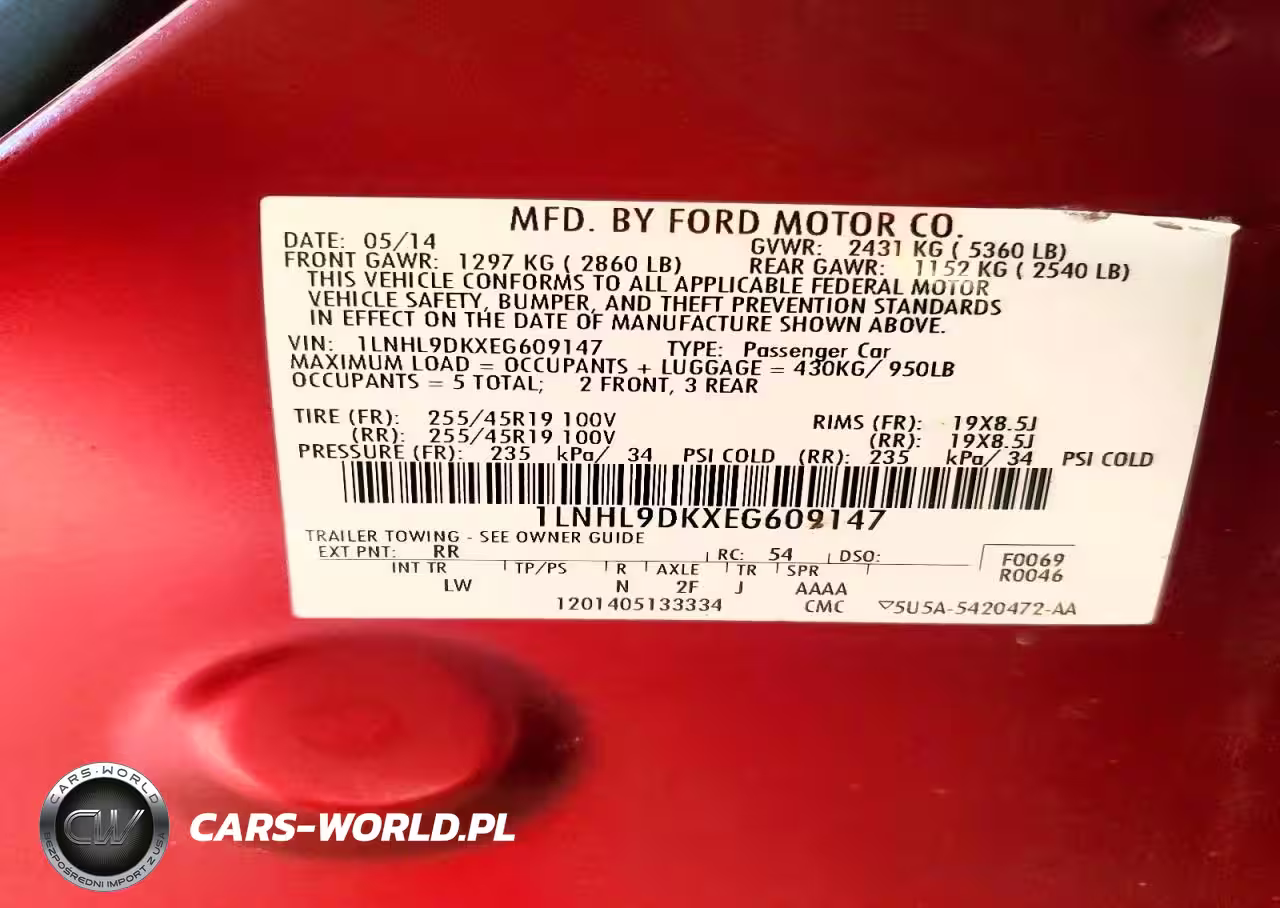 MFD. BY FORD MOTOR CO.
DATE: 05/14 GVWR: 2431 KG ( 5360 LB)
FRONT GAWR: 1297 KG ( 2860 LB) REAR GAWR: 1152 KG ( 2540 LB)
THIS VEHICLE CONFORMS TO ALL APPLICABLE FEDERAL MOTOR
VEHICLE SAFETY, BUMPER, AND THEFT PREVENTION STANDARDS
IN EFFECT ON THE DATE OF MANUFACTURE SHOWN ABOVE.
VIN: 1LNHL9DKXEG609147 TYPE: Passenger Car
MAXIMUM LOAD = OCCUPANTS + LUGGAGE = 430KG/ 950LB
OCCUPANTS = 5 TOTAL; 2 FRONT, 3 REAR
TIRE (FR): 255/45R19 100V RIMS (FR): 19X8.5J
(RR): 255/45R19 100V (RR): 19X8.5J
PRESSURE (FR): 235 kPa/ 34 PSI COLD (RR): 235 kPa/ 34 PSI COLD
1LNHL9DKXEG609147
TRAILER TOWING - SEE OWNER GUIDE
EXT PNT: RR RC: 54 DSO: F0069
INT TR TP/PS R AXLE TR SPR R0046
LW N 2F J AAAA
1201405133334 CMC ▽5U5A-5420472-AA
CARS-WORLD
CW
BEZPOŚREDNI IMPORT Z USA
CARS-WORLD.PL